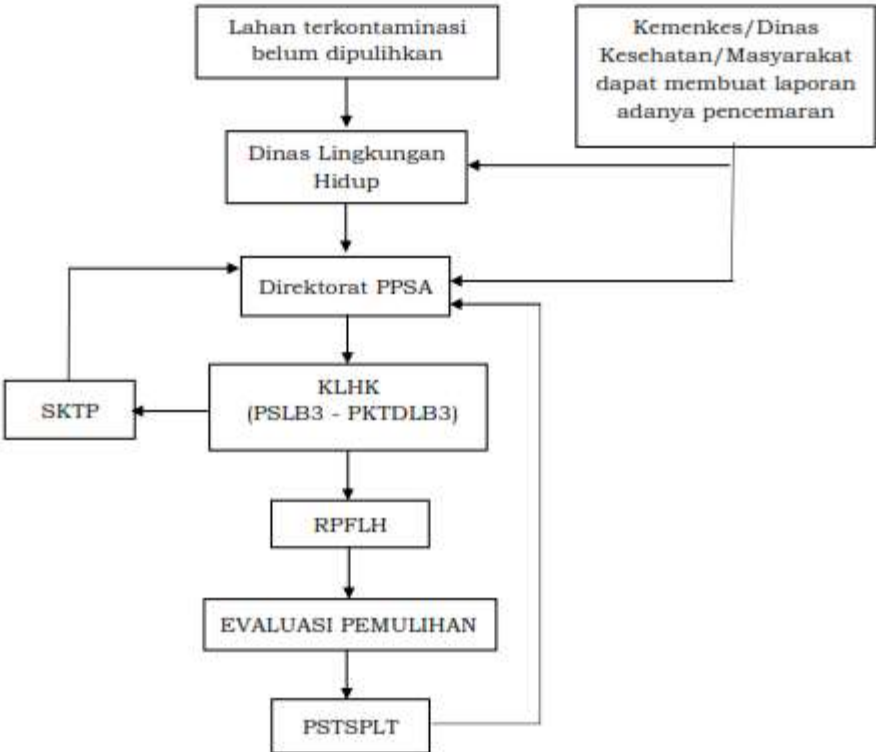 Lahan terkontaminasi
belum dipulihkan
Kemenkes/Dinas
Kesehatan/Masyarakat
dapat membuat laporan
adanya pencemaran
Dinas Lingkungan
Hidup
Direktorat PPSA
KLHK
(PSLB3 - PKTDLB3)
SKTP
RPFLH
EVALUASI PEMULIHAN
PSTSPLT